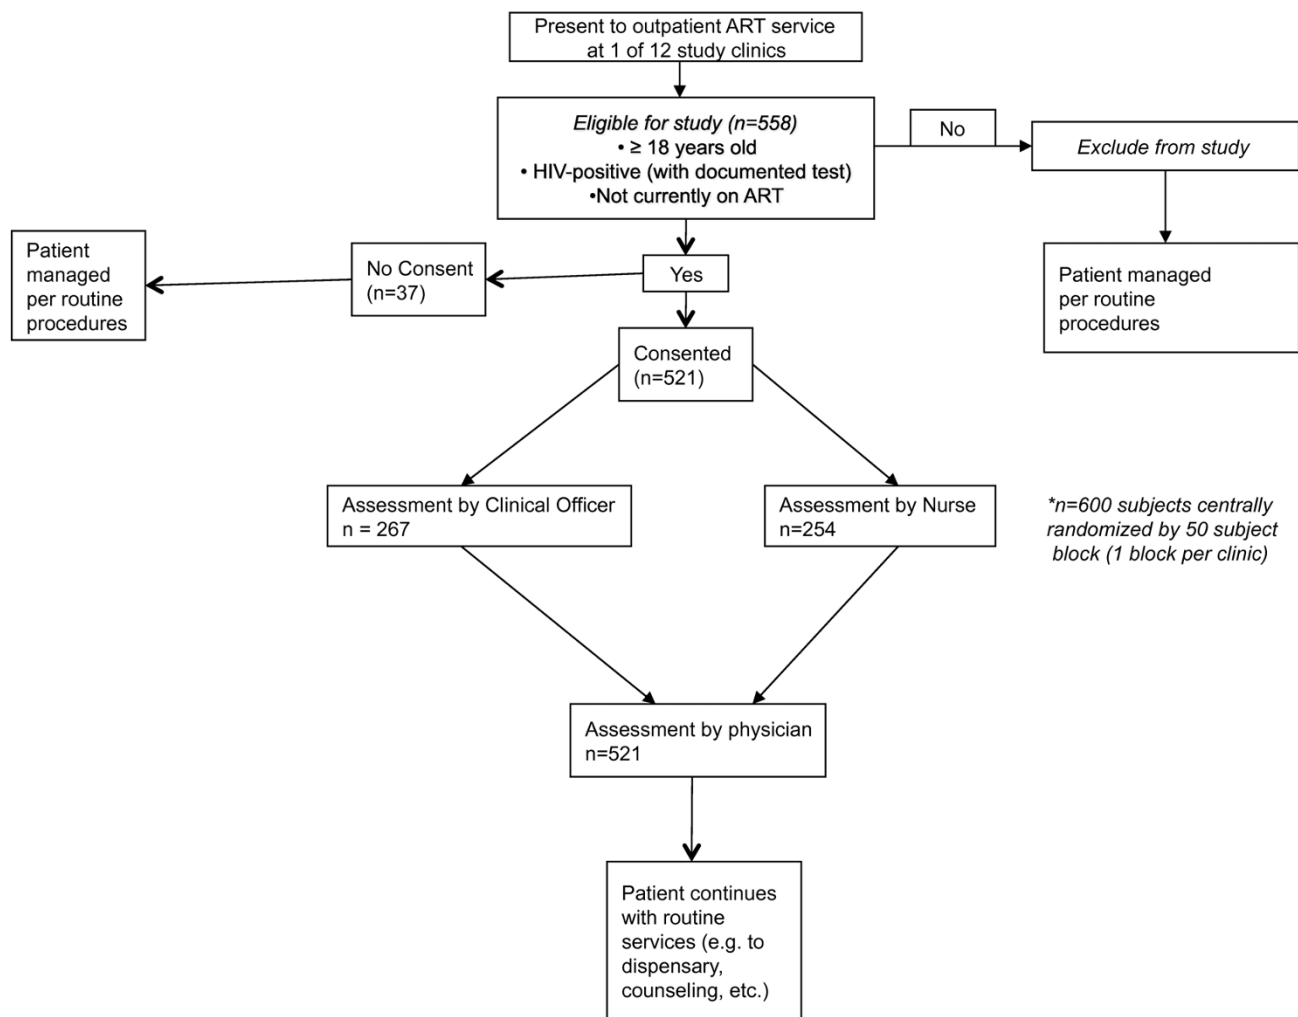 Present to outpatient ART service
at 1 of 12 study clinics
Eligible for study (n=558)
• ≥ 18 years old
• HIV-positive (with documented test)
•Not currently on ART
No
Exclude from study
Patient managed
per routine
procedures
Yes
No Consent
(n=37)
Patient
managed
per routine
procedures
Consented
(n=521)
Assessment by Clinical Officer
n = 267
Assessment by Nurse
n=254
*n=600 subjects centrally
randomized by 50 subject
block (1 block per clinic)
Assessment by physician
n=521
Patient continues
with routine
services (e.g. to
dispensary,
counseling, etc.)